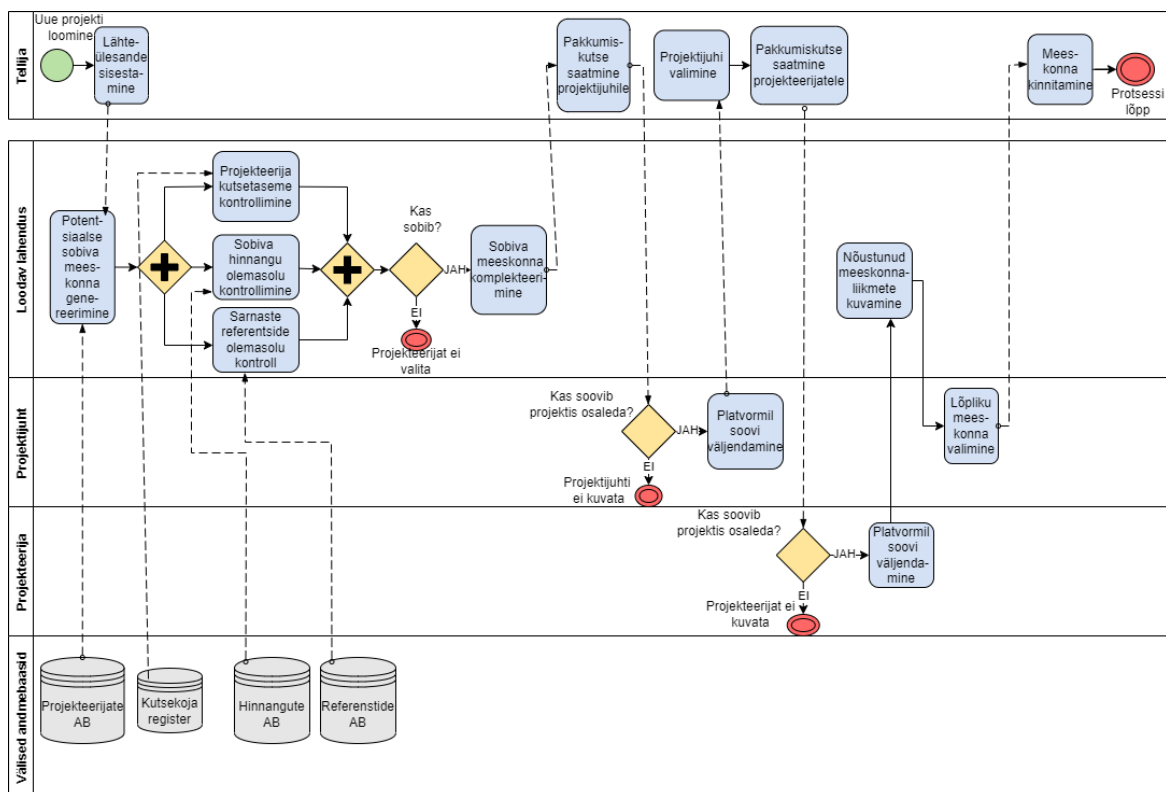 Tellija
Uue projekti
loomine
Lähte-
ülesande
sisesta-
mine
Pakkumis-
kutse
saatmine
projektijuhile
Projektijuhi
valimine
Pakkumiskutse
saatmine
projekteerijatele
Mees-
konna
kinnitamine
Protsessi
lõpp
Loodav lahendus
Potent-
siaalse
sobiva
mees-
konna
gene-
reerimine
Projekteerija
kutsetaseme
kontrollimine
Sobiva
hinnangu
olemasolu
kontrollimine
Sarnaste
referentside
olemasolu
kontroll
Kas
sobib?
JAH
EI
Projekteerijat ei
valita
Sobiva
meeskonna
komplekteeri-
mine
Nõustunud
meeskonna-
liikmete
kuvamine
Projektijuht
Kas soovib
projektis osaleda?
JAH
EI
Projektijuhti
ei kuvata
Platvormil
soovi
väljendamine
Lõpliku
mees-
konna
valimine
Projekteerija
Kas soovib
projektis osaleda?
JAH
EI
Projekteerijat ei
kuvata
Platvormil
soovi
väljenda-
mine
Välised andmebaasid
Projekteerijate
AB
Kutsekoja
register
Hinnangute
AB
Referenstide
AB